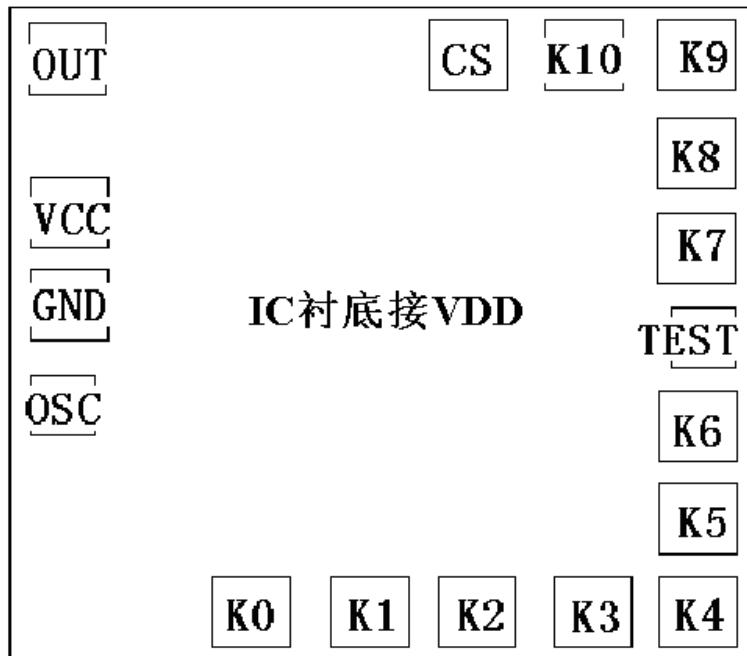 OUT
CS
K10
K9
K8
VCC
K7
GND
IC衬底接VDD
TEST
OSC
K6
K5
K0
K1
K2
K3
K4